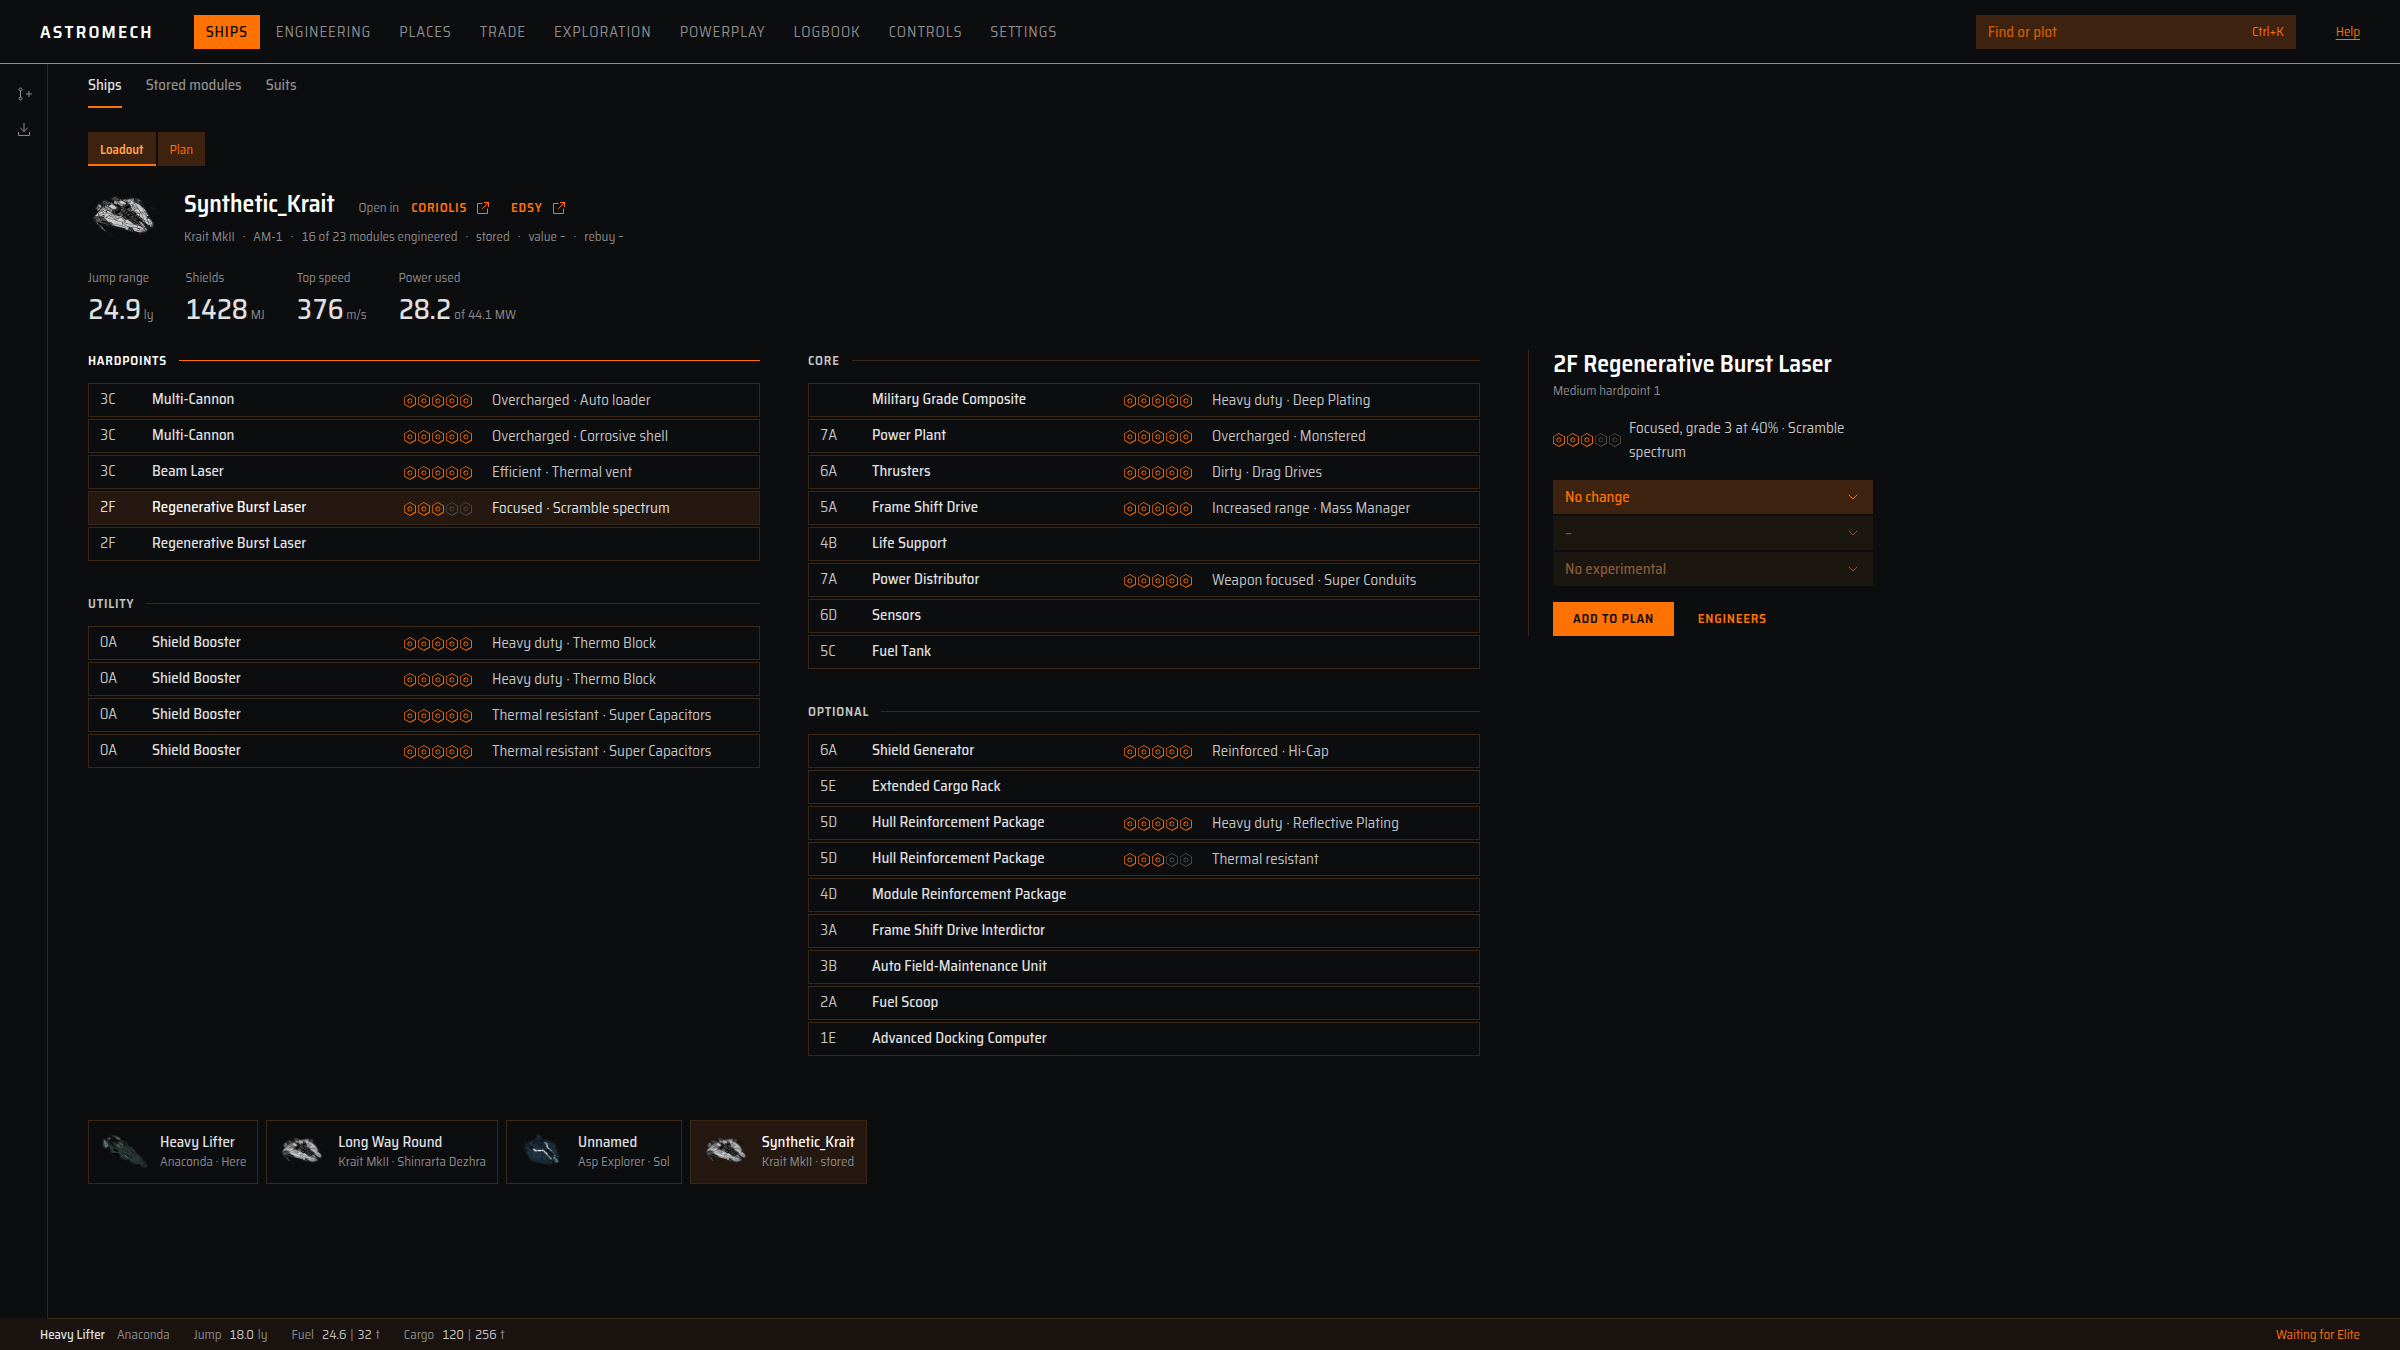 ASTROMECH SHIPS ENGINEERING PLACES TRADE EXPLORATION POWERPLAY LOGBOOK CONTROLS SETTINGS Find or plot Ctrl+K Help
Ships Stored modules Suits
Loadout Plan
Synthetic_Krait Open in CORIOLIS EDSY
Krait MkII · AM-1 · 16 of 23 modules engineered · stored · value – · rebuy –
Jump range Shields Top speed Power used
24.9 ly 1428 MJ 376 m/s 28.2 of 44.1 MW
HARDPOINTS
3C Multi-Cannon Overcharged · Auto loader
3C Multi-Cannon Overcharged · Corrosive shell
3C Beam Laser Efficient · Thermal vent
2F Regenerative Burst Laser Focused · Scramble spectrum
2F Regenerative Burst Laser
UTILITY
0A Shield Booster Heavy duty · Thermo Block
0A Shield Booster Heavy duty · Thermo Block
0A Shield Booster Thermal resistant · Super Capacitors
0A Shield Booster Thermal resistant · Super Capacitors
CORE
Military Grade Composite Heavy duty · Deep Plating
7A Power Plant Overcharged · Monstered
6A Thrusters Dirty · Drag Drives
5A Frame Shift Drive Increased range · Mass Manager
4B Life Support
7A Power Distributor Weapon focused · Super Conduits
6D Sensors
5C Fuel Tank
OPTIONAL
6A Shield Generator Reinforced · Hi-Cap
5E Extended Cargo Rack
5D Hull Reinforcement Package Heavy duty · Reflective Plating
5D Hull Reinforcement Package Thermal resistant
4D Module Reinforcement Package
3A Frame Shift Drive Interdictor
3B Auto Field-Maintenance Unit
2A Fuel Scoop
1E Advanced Docking Computer
2F Regenerative Burst Laser
Medium hardpoint 1
Focused, grade 3 at 40% · Scramble
spectrum
No change
–
No experimental
ADD TO PLAN ENGINEERS
Heavy Lifter
Anaconda · Here
Long Way Round
Krait MkII · Shinrarta Dezhra
Unnamed
Asp Explorer · Sol
Synthetic_Krait
Krait MkII · stored
Heavy Lifter Anaconda Jump 18.0 ly Fuel 24.6 | 32 t Cargo 120 | 256 t Waiting for Elite